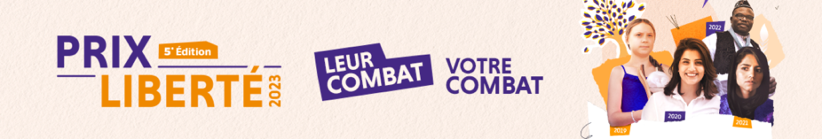 PRIX
5e Édition
LIBERTÉ
2023
LEUR
COMBAT
VOTRE
COMBAT
2022
2020
2019
2021